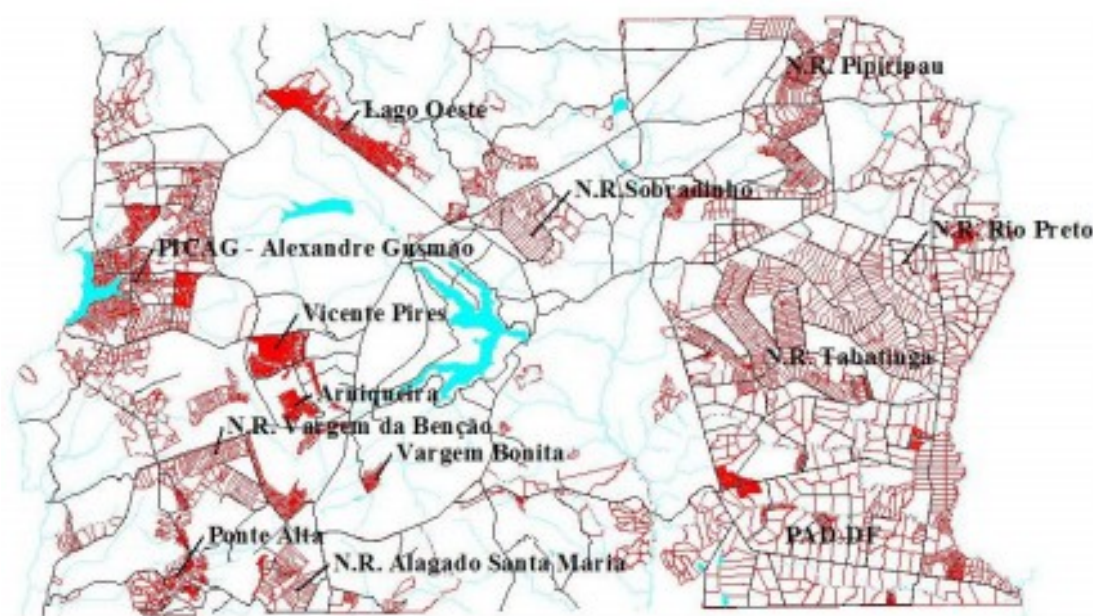 N.R. Pipiripau
Lago Oeste
N.R.Sobradinho
N.R. Rio Preto
PICAG - Alexandre Gusmão
Vicente Pires
N.R. Tabatinga
Arniqueira
N.R. Vargem da Benção
Vargem Bonita
Ponte Alta
PAD-DF
N.R. Alagado Santa Maria